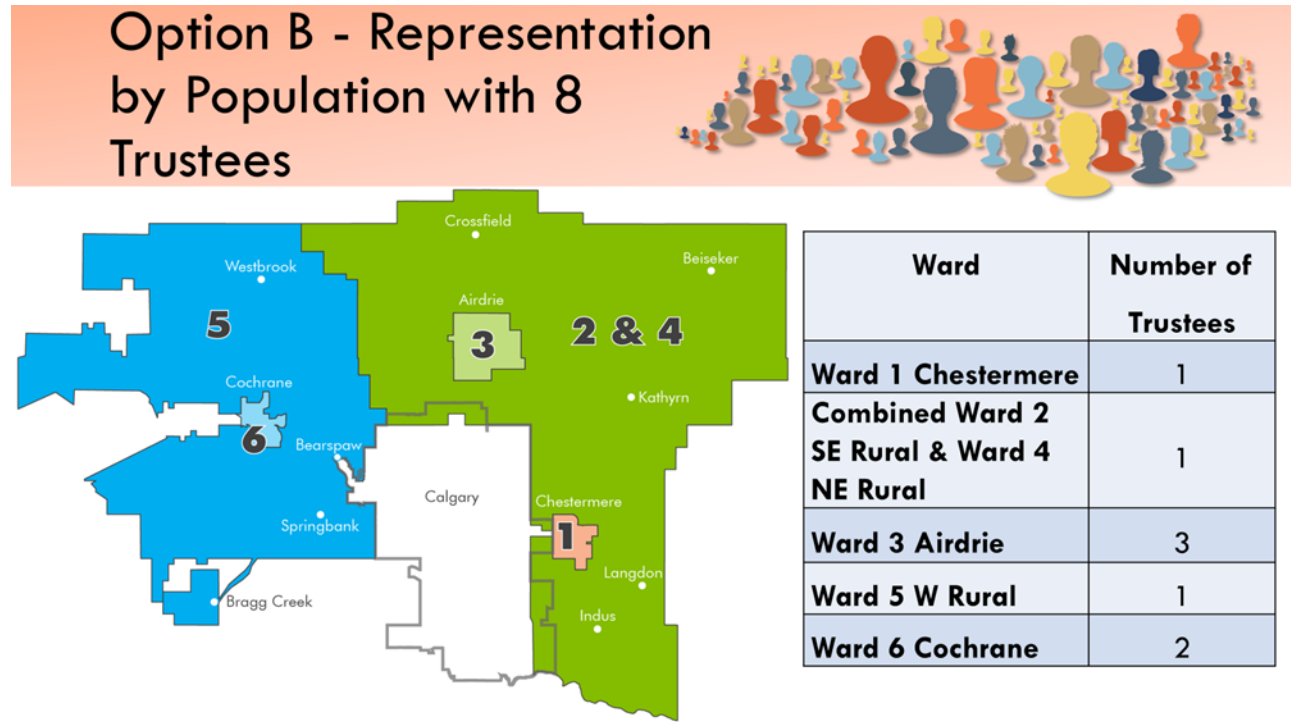 Option B - Representation
by Population with 8
Trustees
Crossfield
Westbrook
Beiseker
Airdrie
5
3
2 & 4
Cochrane
Kathyrn
6
Bearspaw
Calgary
Chestermere
1
Springbank
Langdon
Bragg Creek
Indus
Ward
Number of
Trustees
Ward 1 Chestermere
1
Combined Ward 2
SE Rural & Ward 4
NE Rural
1
Ward 3 Airdrie
3
Ward 5 W Rural
1
Ward 6 Cochrane
2